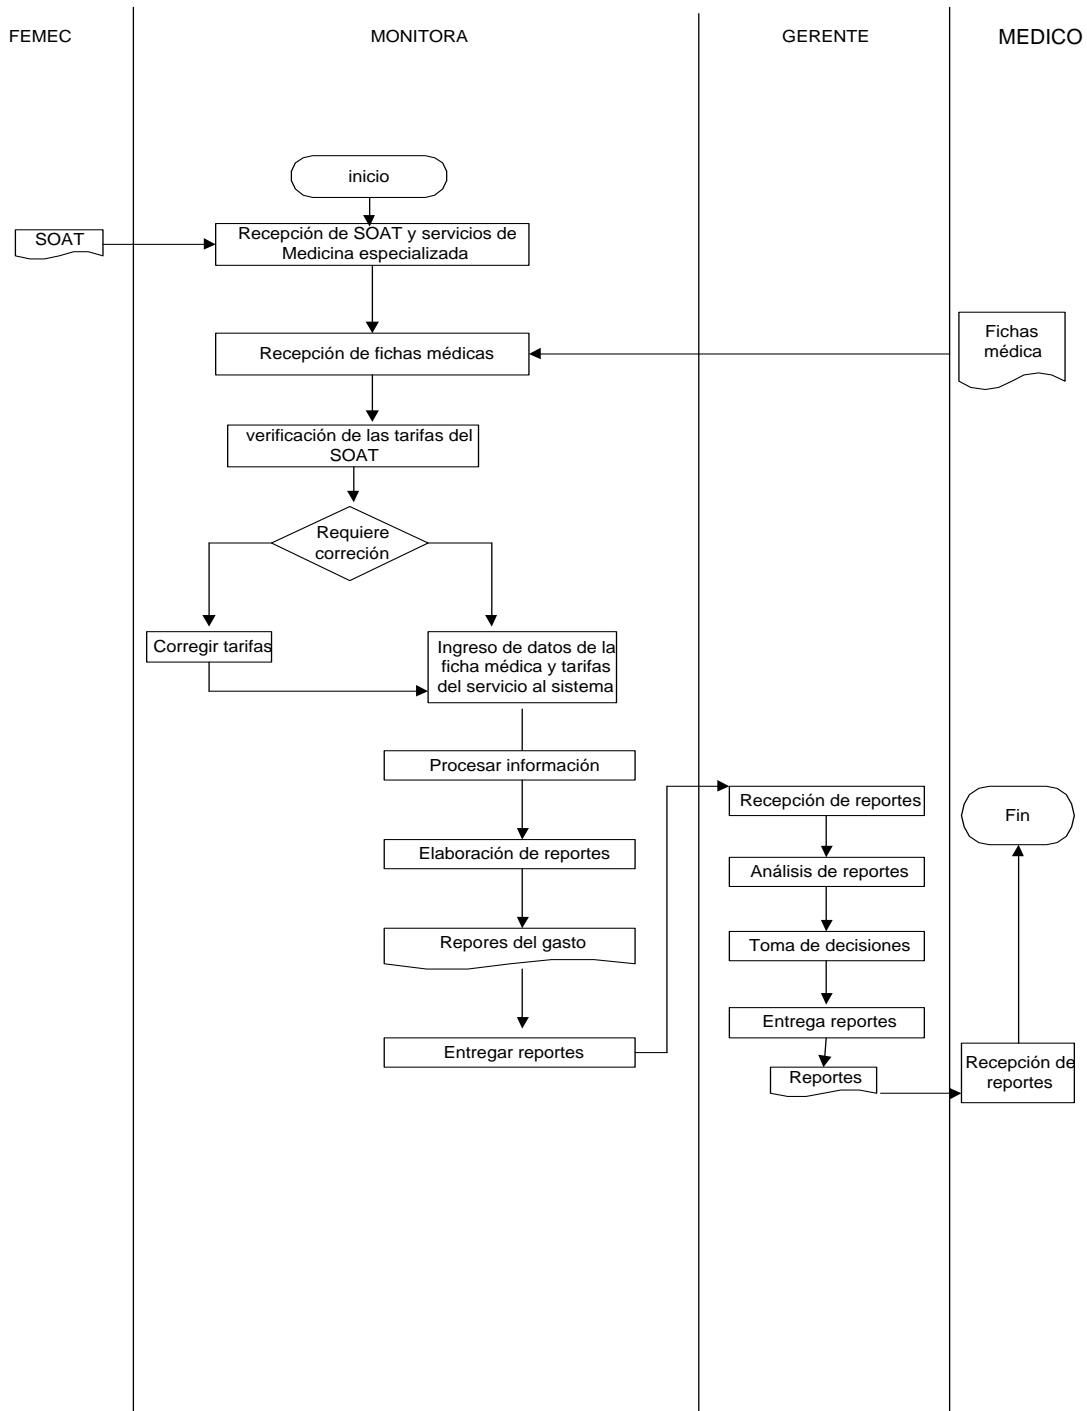 FEMEC
MONITORA
GERENTE
MEDICO
inicio
SOAT
Recepción de SOAT y servicios de
Medicina especializada
Recepción de fichas médicas
Fichas
médica
verificación de las tarifas del
SOAT
Requiere
correción
Corregir tarifas
Ingreso de datos de la
ficha médica y tarifas
del servicio al sistema
Procesar información
Elaboración de reportes
Repores del gasto
Entregar reportes
Recepción de reportes
Análisis de reportes
Toma de decisiones
Entrega reportes
Reportes
Fin
Recepción de
reportes